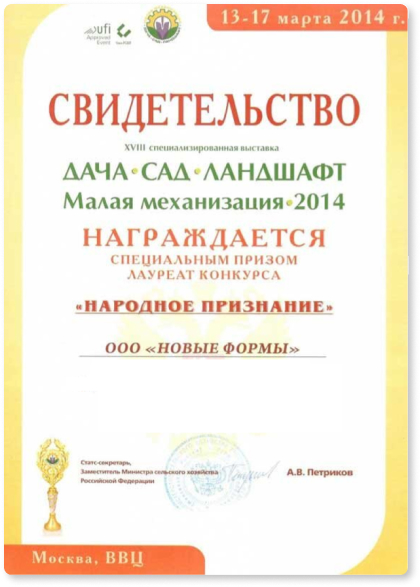 13-17 марта 2014 г.
ufi
Approved
Event
СВИДЕТЕЛЬСТВО
XVIII специализированная выставка
ДАЧА•САД•ЛАНДШАФТ
Малая механизация•2014
НАГРАЖДАЕТСЯ
СПЕЦИАЛЬНЫМ ПРИЗОМ
ЛАУРЕАТ КОНКУРСА
«НАРОДНОЕ ПРИЗНАНИЕ»
ООО «НОВЫЕ ФОРМЫ»
Статс-секретарь,
Заместитель Министра сельского хозяйства
Российской Федерации
А.В. Петриков
Москва, ВВЦ